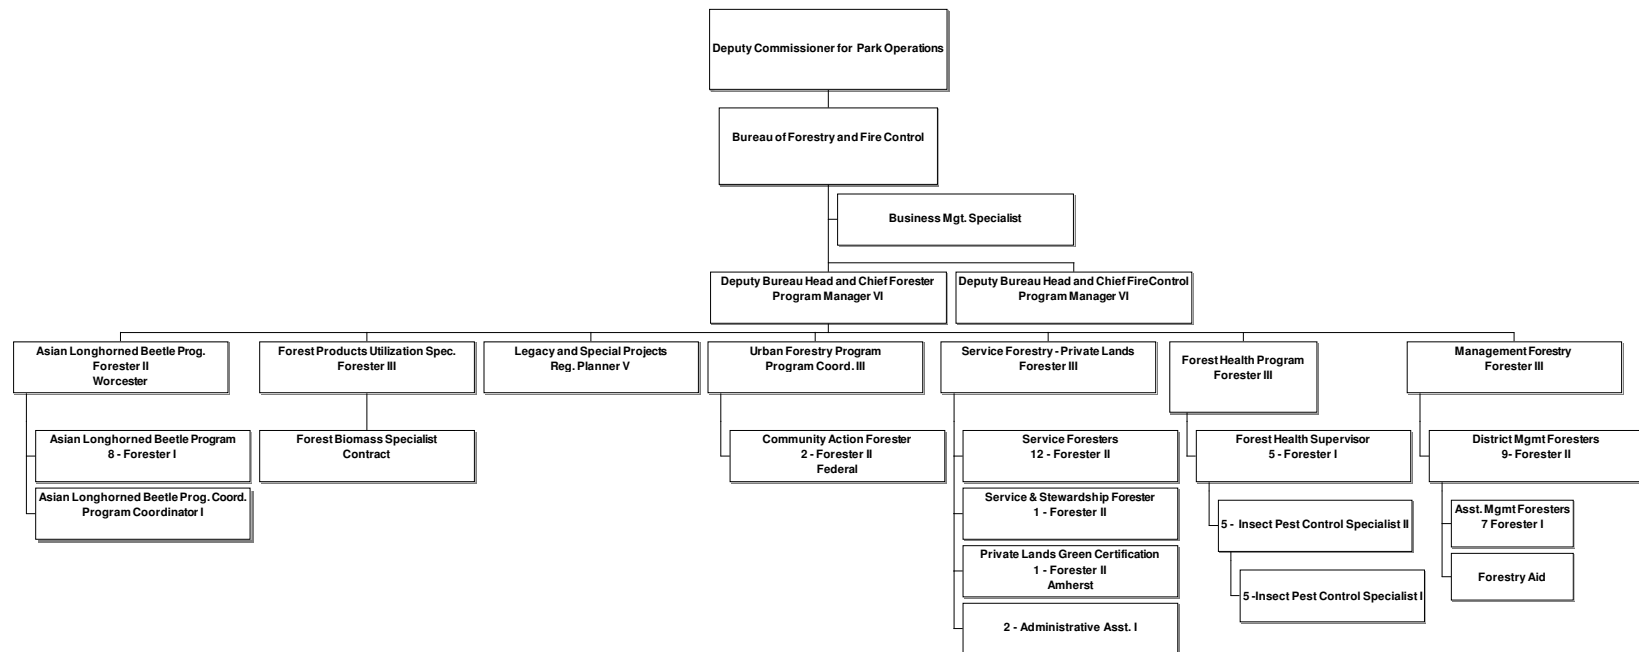 Deputy Commissioner for Park Operations
Bureau of Forestry and Fire Control
Business Mgt. Specialist
Deputy Bureau Head and Chief Forester
Program Manager VI
Deputy Bureau Head and Chief FireControl
Program Manager VI
Asian Longhorned Beetle Prog.
Forester II
Worcester
Forest Products Utilization Spec.
Forester III
Legacy and Special Projects
Reg. Planner V
Urban Forestry Program
Program Coord. III
Service Forestry - Private Lands
Forester III
Forest Health Program
Forester III
Management Forestry
Forester III
Asian Longhorned Beetle Program
8 - Forester I
Asian Longhorned Beetle Prog. Coord.
Program Coordinator I
Forest Biomass Specialist
Contract
Community Action Forester
2 - Forester II
Federal
Service Foresters
12 - Forester II
Service & Stewardship Forester
1 - Forester II
Private Lands Green Certification
1 - Forester II
Amherst
2 - Administrative Asst. I
Forest Health Supervisor
5 - Forester I
5 - Insect Pest Control Specialist II
5 -Insect Pest Control Specialist I
District Mgmt Foresters
9- Forester II
Asst. Mgmt Foresters
7 Forester I
Forestry Aid